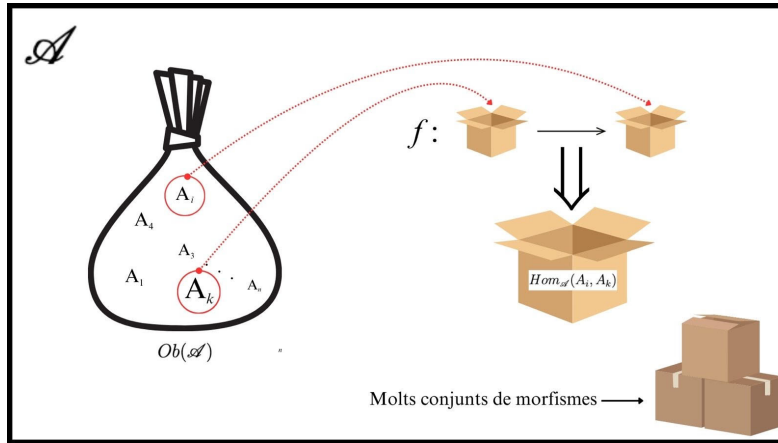 𝒜
f :
A_i
A_4
A_3
. . .
A_1
A_k
A_n
Hom_𝒜(A_i, A_k)
Ob(𝒜)
n
Molts conjunts de morfismes